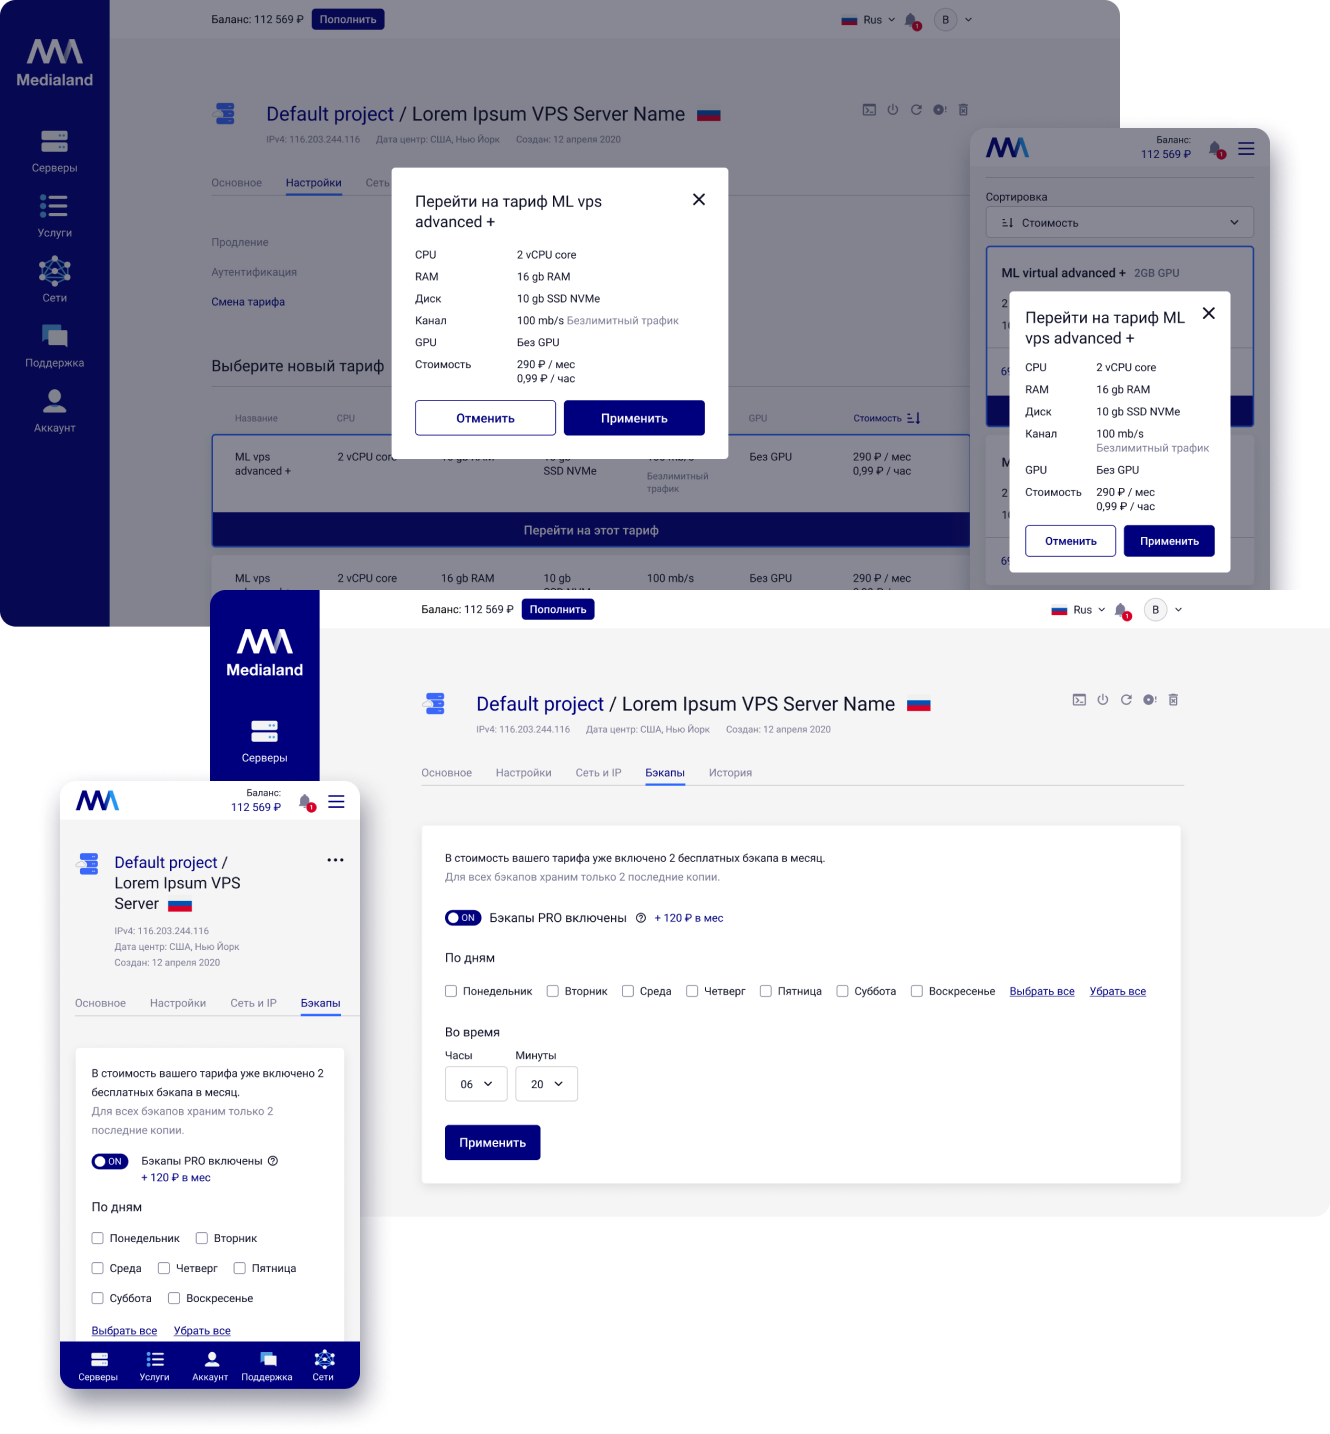 Баланс: 112 569 ₽ Пополнить
Rus
1
B
Medialand
Серверы
Услуги
Сети
Поддержка
Аккаунт
Default project / Lorem Ipsum VPS Server Name
IPv4: 116.203.244.116 Дата центр: США, Нью Йорк Создан: 12 апреля 2020
Основное Настройки Сеть
Продление
Аутентификация
Смена тарифа
Выберите новый тариф
Название CPU GPU Стоимость
ML vps
advanced +
2 vCPU core
SSD NVMe
Безлимитный
трафик
Без GPU
290 ₽ / мес
0,99 ₽ / час
Перейти на этот тариф
ML vps 2 vCPU core 16 gb RAM 10 gb 100 mb/s Без GPU 290 ₽ / мес
Перейти на тариф ML vps
advanced +
CPU 2 vCPU core
RAM 16 gb RAM
Диск 10 gb SSD NVMe
Канал 100 mb/s Безлимитный трафик
GPU Без GPU
Стоимость 290 ₽ / мес
0,99 ₽ / час
Отменить Применить
Баланс:
112 569 ₽
1
Сортировка
Стоимость
ML virtual advanced + 2GB GPU
Перейти на тариф ML
vps advanced +
CPU 2 vCPU core
RAM 16 gb RAM
Диск 10 gb SSD NVMe
Канал 100 mb/s
Безлимитный трафик
GPU Без GPU
Стоимость 290 ₽ / мес
0,99 ₽ / час
Отменить Применить
Баланс: 112 569 ₽ Пополнить
Rus
1
B
Medialand
Серверы
Default project / Lorem Ipsum VPS Server Name
IPv4: 116.203.244.116 Дата центр: США, Нью Йорк Создан: 12 апреля 2020
Основное Настройки Сеть и IP Бэкапы История
В стоимость вашего тарифа уже включено 2 бесплатных бэкапа в месяц.
Для всех бэкапов храним только 2 последние копии.
ON Бэкапы PRO включены ? + 120 ₽ в мес
По дням
Понедельник Вторник Среда Четверг Пятница Суббота Воскресенье Выбрать все Убрать все
Во время
Часы Минуты
06 20
Применить
Баланс:
112 569 ₽
1
Default project /
Lorem Ipsum VPS
Server
IPv4: 116.203.244.116
Дата центр: США, Нью Йорк
Создан: 12 апреля 2020
Основное Настройки Сеть и IP Бэкапы
В стоимость вашего тарифа уже включено 2
бесплатных бэкапа в месяц.
Для всех бэкапов храним только 2
последние копии.
ON Бэкапы PRO включены ?
+ 120 ₽ в мес
По дням
Понедельник Вторник
Среда Четверг Пятница
Суббота Воскресенье
Выбрать все Убрать все
Серверы Услуги Аккаунт Поддержка Сети